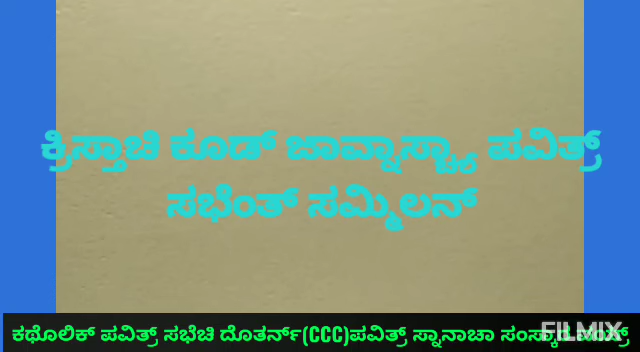 ಕ್ರಿಸ್ತಾಚಿ ಕೂಡ್ ಜಾವ್ನಾಸ್ಚ್ಯಾ ಪವಿತ್ರ್
ಸಭೆಂತ್ ಸಮ್ಮಿಲನ್
ಕಥೊಲಿಕ್ ಪವಿತ್ರ್ ಸಭೆಚಿ ದೊತರ್ನ್(CCC)ಪವಿತ್ರ್ ಸ್ನಾನಾಚಾ
FILMIX